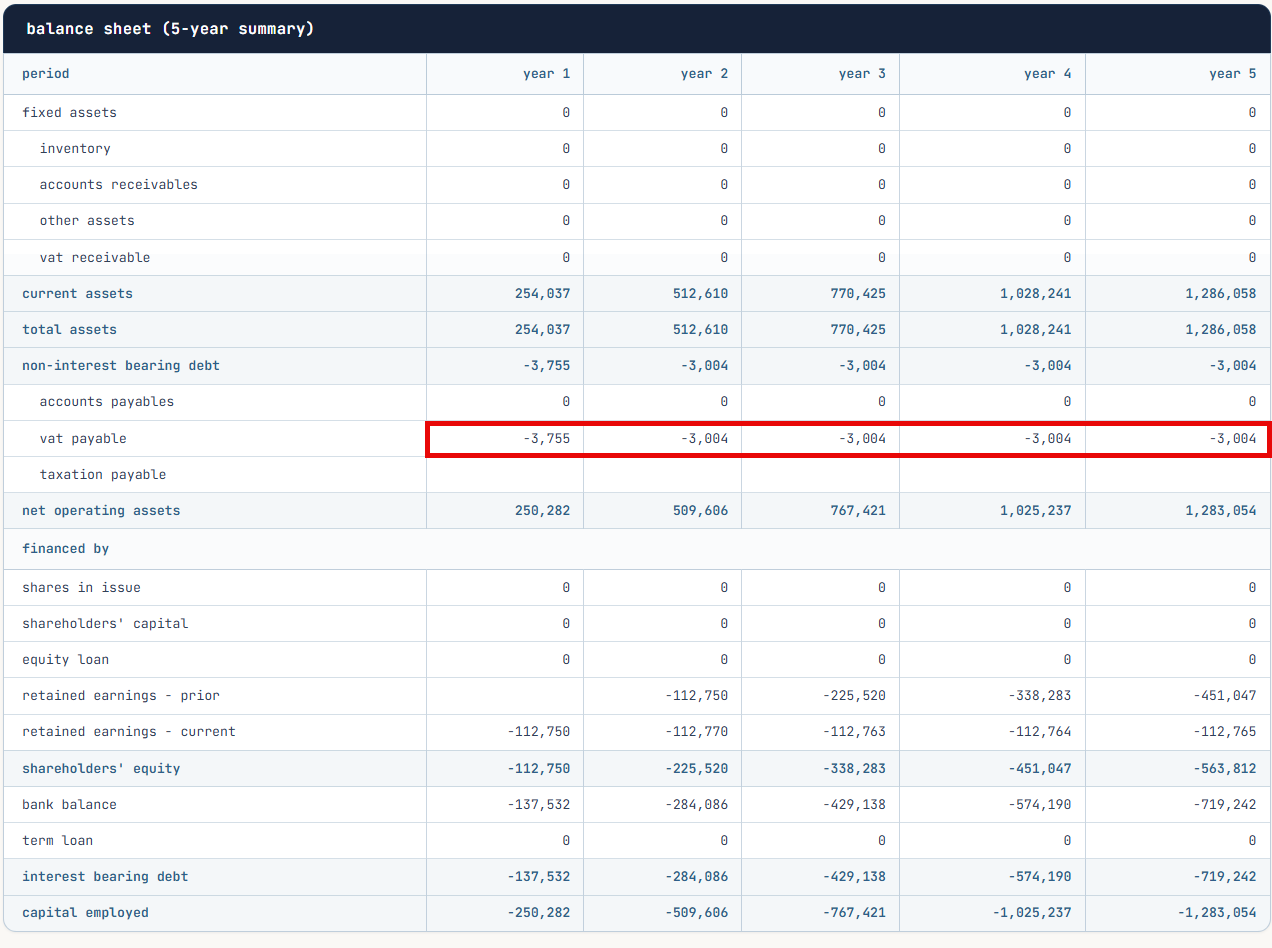 balance sheet (5-year summary)
period year 1 year 2 year 3 year 4 year 5
fixed assets 0 0 0 0 0
inventory 0 0 0 0 0
accounts receivables 0 0 0 0 0
other assets 0 0 0 0 0
vat receivable 0 0 0 0 0
current assets 254,037 512,610 770,425 1,028,241 1,286,058
total assets 254,037 512,610 770,425 1,028,241 1,286,058
non-interest bearing debt -3,755 -3,004 -3,004 -3,004 -3,004
accounts payables 0 0 0 0 0
vat payable -3,755 -3,004 -3,004 -3,004 -3,004
taxation payable
net operating assets 250,282 509,606 767,421 1,025,237 1,283,054
financed by
shares in issue 0 0 0 0 0
shareholders' capital 0 0 0 0 0
equity loan 0 0 0 0 0
retained earnings - prior -112,750 -225,520 -338,283 -451,047
retained earnings - current -112,750 -112,770 -112,763 -112,764 -112,765
shareholders' equity -112,750 -225,520 -338,283 -451,047 -563,812
bank balance -137,532 -284,086 -429,138 -574,190 -719,242
term loan 0 0 0 0 0
interest bearing debt -137,532 -284,086 -429,138 -574,190 -719,242
capital employed -250,282 -509,606 -767,421 -1,025,237 -1,283,054